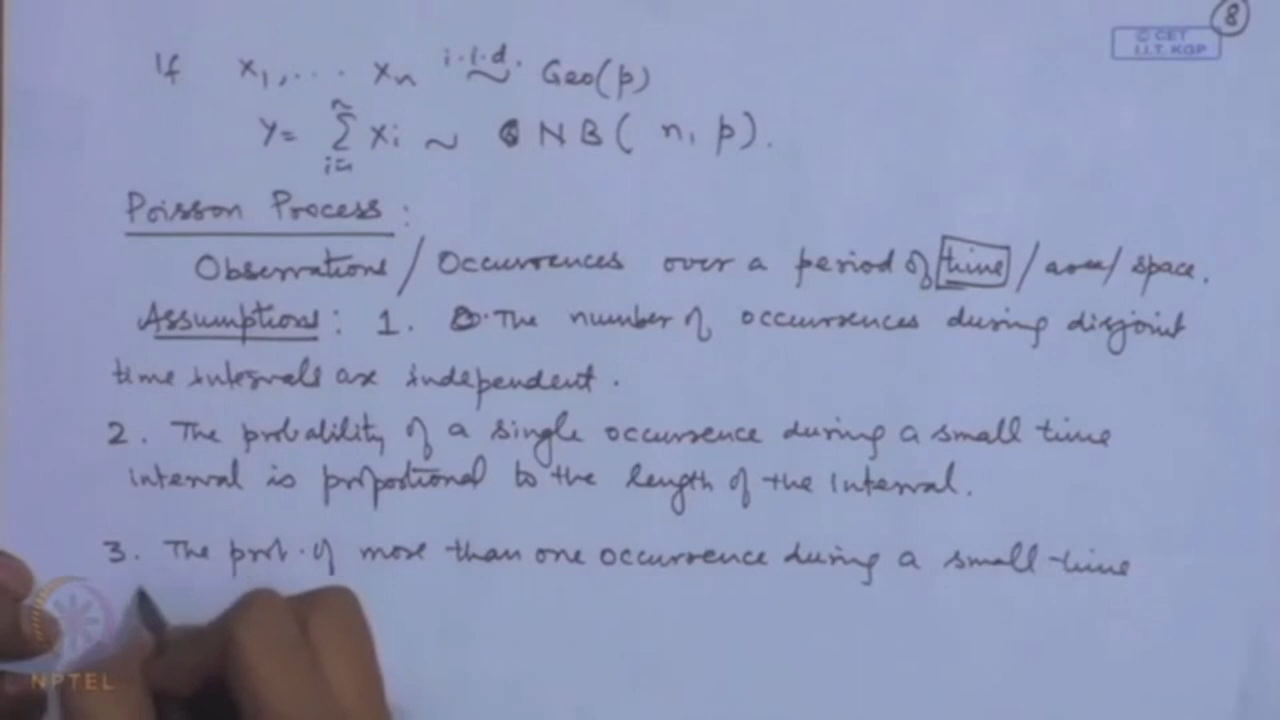 8
© CET
I.I.T. KGP
If X1, ... Xn i.i.d. ~ Geo(p)
Y = n Σ i=1 Xi ~ NB( n, p).
Poisson Process :
Observations / Occurrences over a period of time / area / space.
Assumptions : 1. The number of occurrences during disjoint
time intervals are independent.
2. The probability of a single occurrence during a small time
interval is proportional to the length of the interval.
3. The prob. of more than one occurrence during a small time
NPTEL